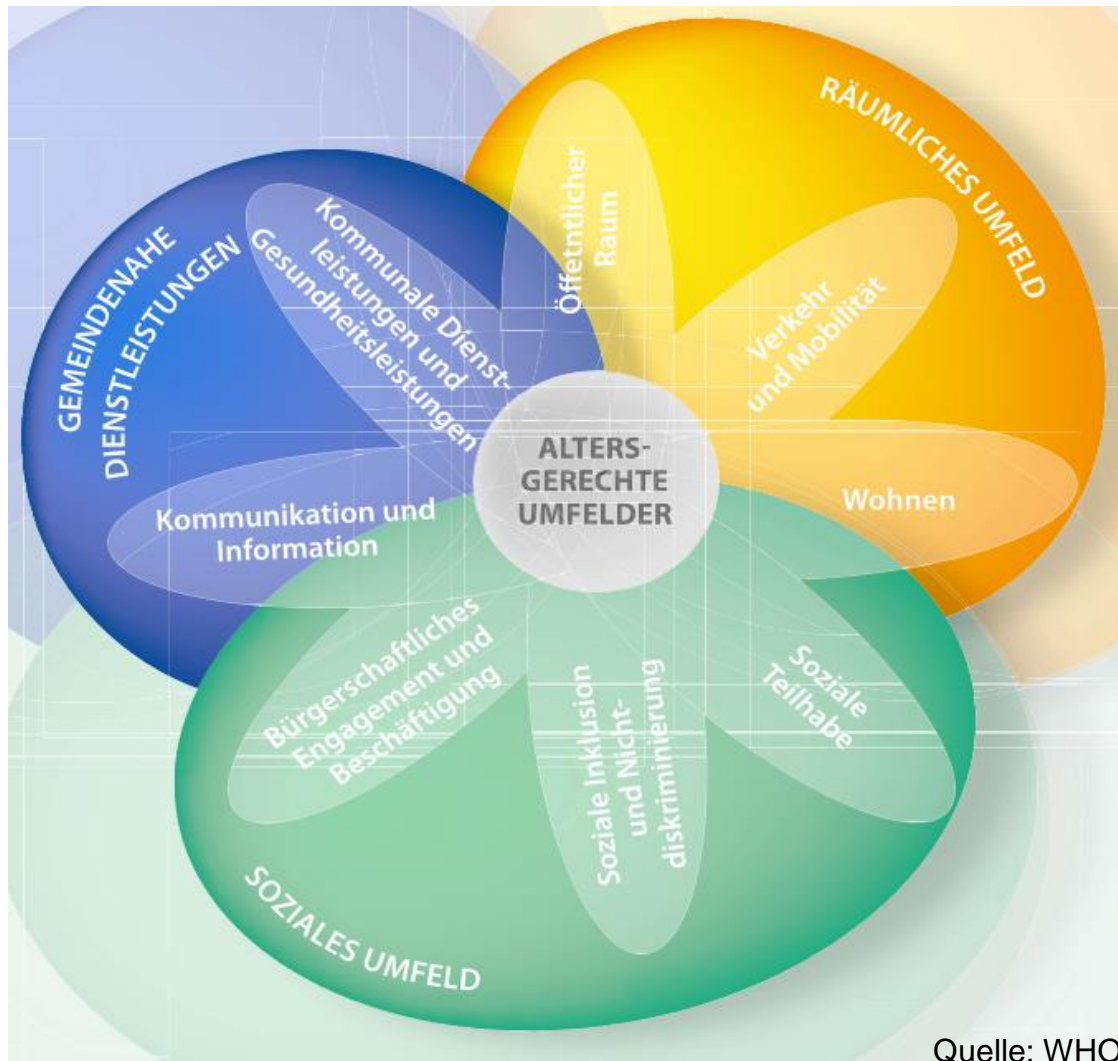 RÄUMLICHES UMFELD
Öffetntlicher
Raum
Verkehr
und Mobilität
Wohnen
GEMEINDENAHE
DIENSTLEISTUNGEN
Kommunale Dienst-
leistungen und
Gesundheitsleistungen
Kommunikation und
Information
ALTERS-
GERECHTE
UMFELDER
Bürgerschaftliches
Engagement und
Beschäftigung
Soziale Inklusion
und Nicht-
diskriminierung
Soziale
Teilhabe
SOZIALES UMFELD
Quelle: WHO